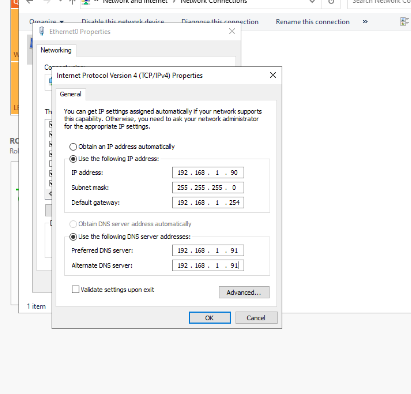 Network and Internet > Network Connections
Search Network Con
Organize Disable this network device Diagnose this connection Rename this connection »
Ethernet0 Properties
Networking
Internet Protocol Version 4 (TCP/IPv4) Properties
General
You can get IP settings assigned automatically if your network supports
this capability. Otherwise, you need to ask your network administrator
for the appropriate IP settings.
Obtain an IP address automatically
Use the following IP address:
IP address: 192 . 168 . 1 . 90
Subnet mask: 255 . 255 . 255 . 0
Default gateway: 192 . 168 . 1 . 254
Obtain DNS server address automatically
Use the following DNS server addresses:
Preferred DNS server: 192 . 168 . 1 . 91
Alternate DNS server: 192 . 168 . 1 . 91
Validate settings upon exit
Advanced...
OK Cancel
1 item